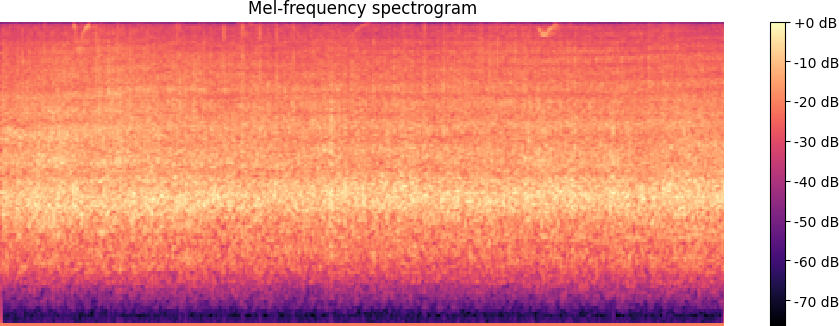 Mel-frequency spectrogram
+0 dB
-10 dB
-20 dB
-30 dB
-40 dB
-50 dB
-60 dB
-70 dB